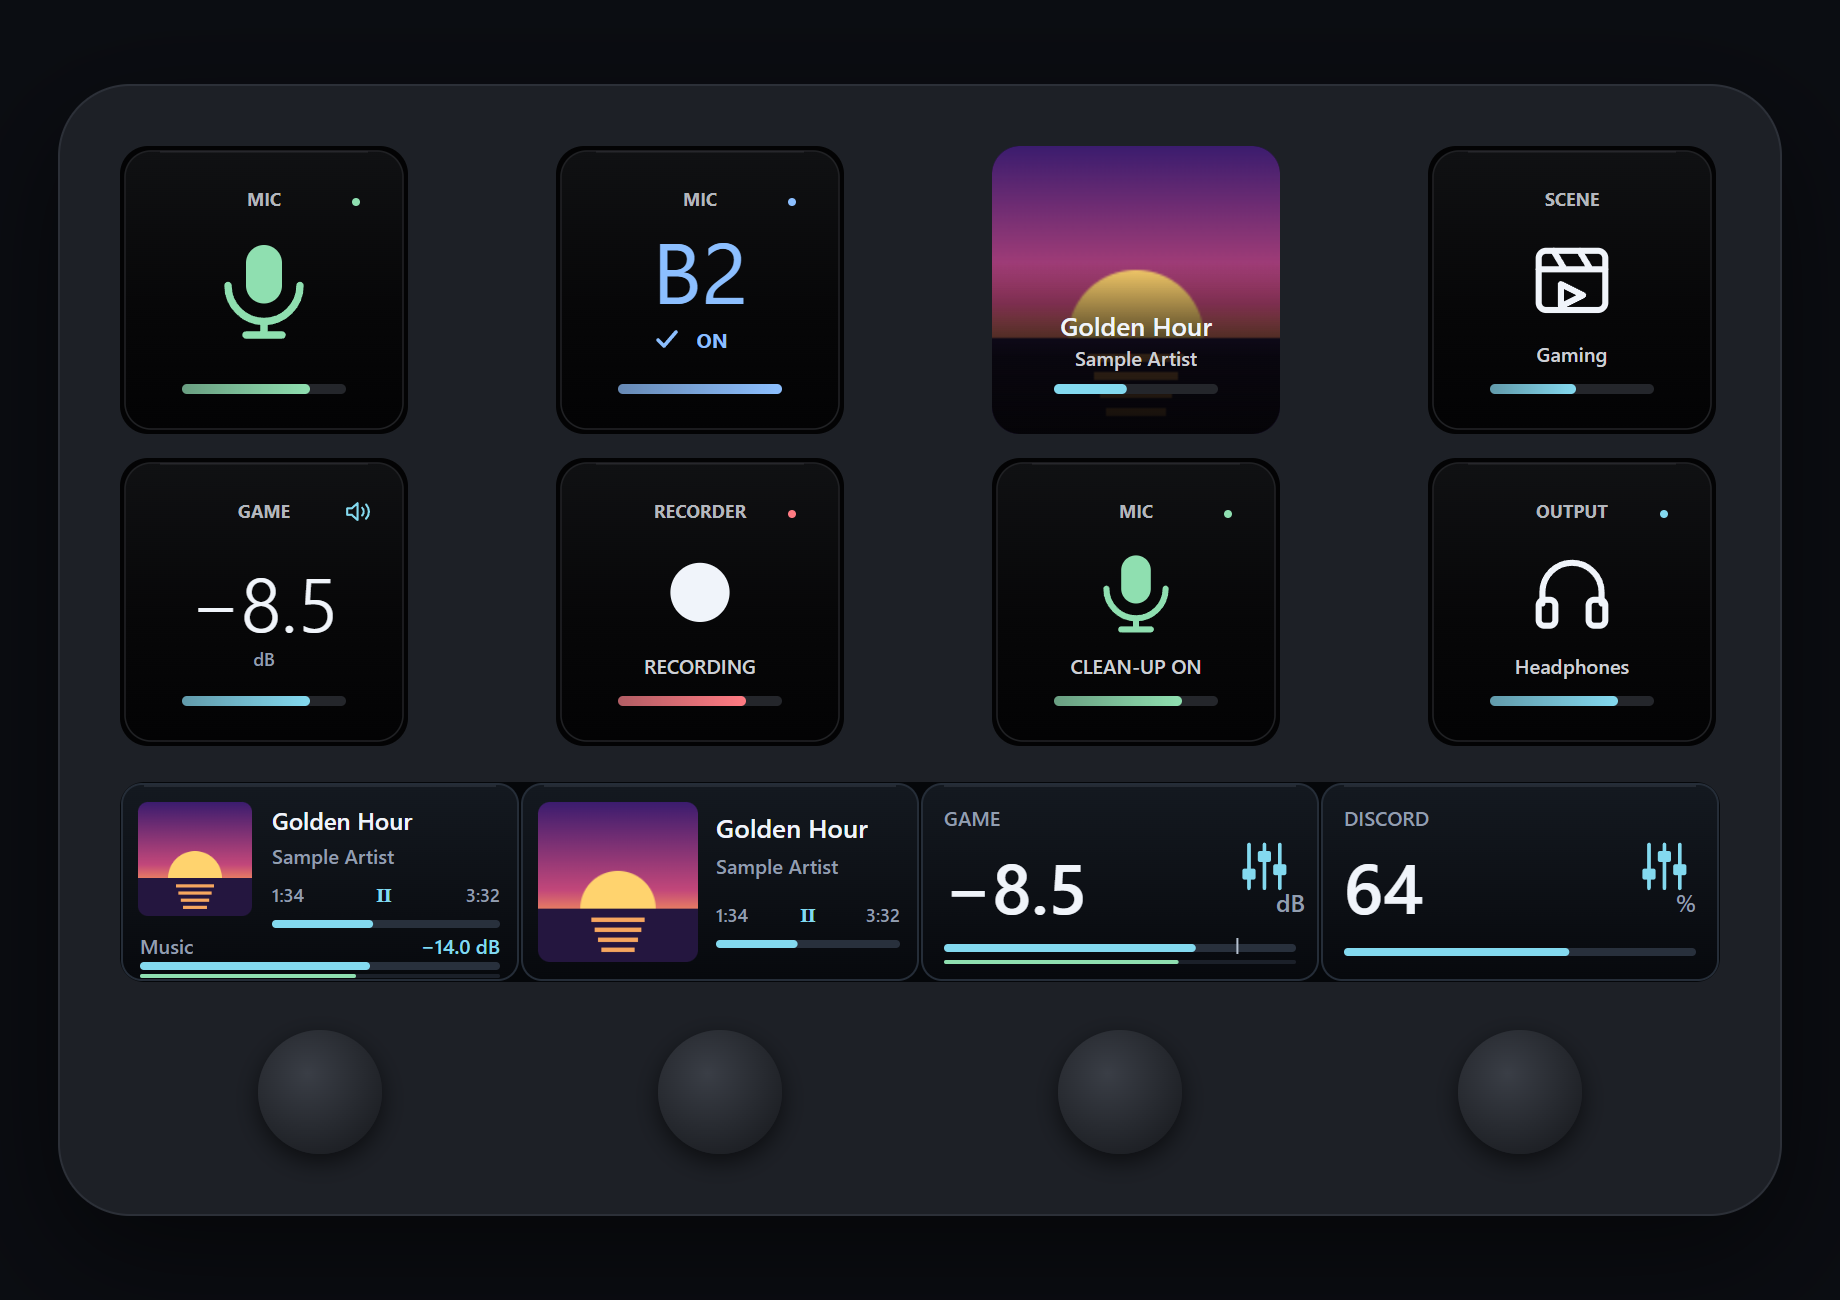 MIC
MIC
B2
ON
Golden Hour
Sample Artist
SCENE
Gaming
GAME
−8.5
dB
RECORDER
RECORDING
MIC
CLEAN-UP ON
OUTPUT
Headphones
Golden Hour
Sample Artist
1:34 3:32
Music −14.0 dB
Golden Hour
Sample Artist
1:34 3:32
GAME
−8.5 dB
DISCORD
64 %